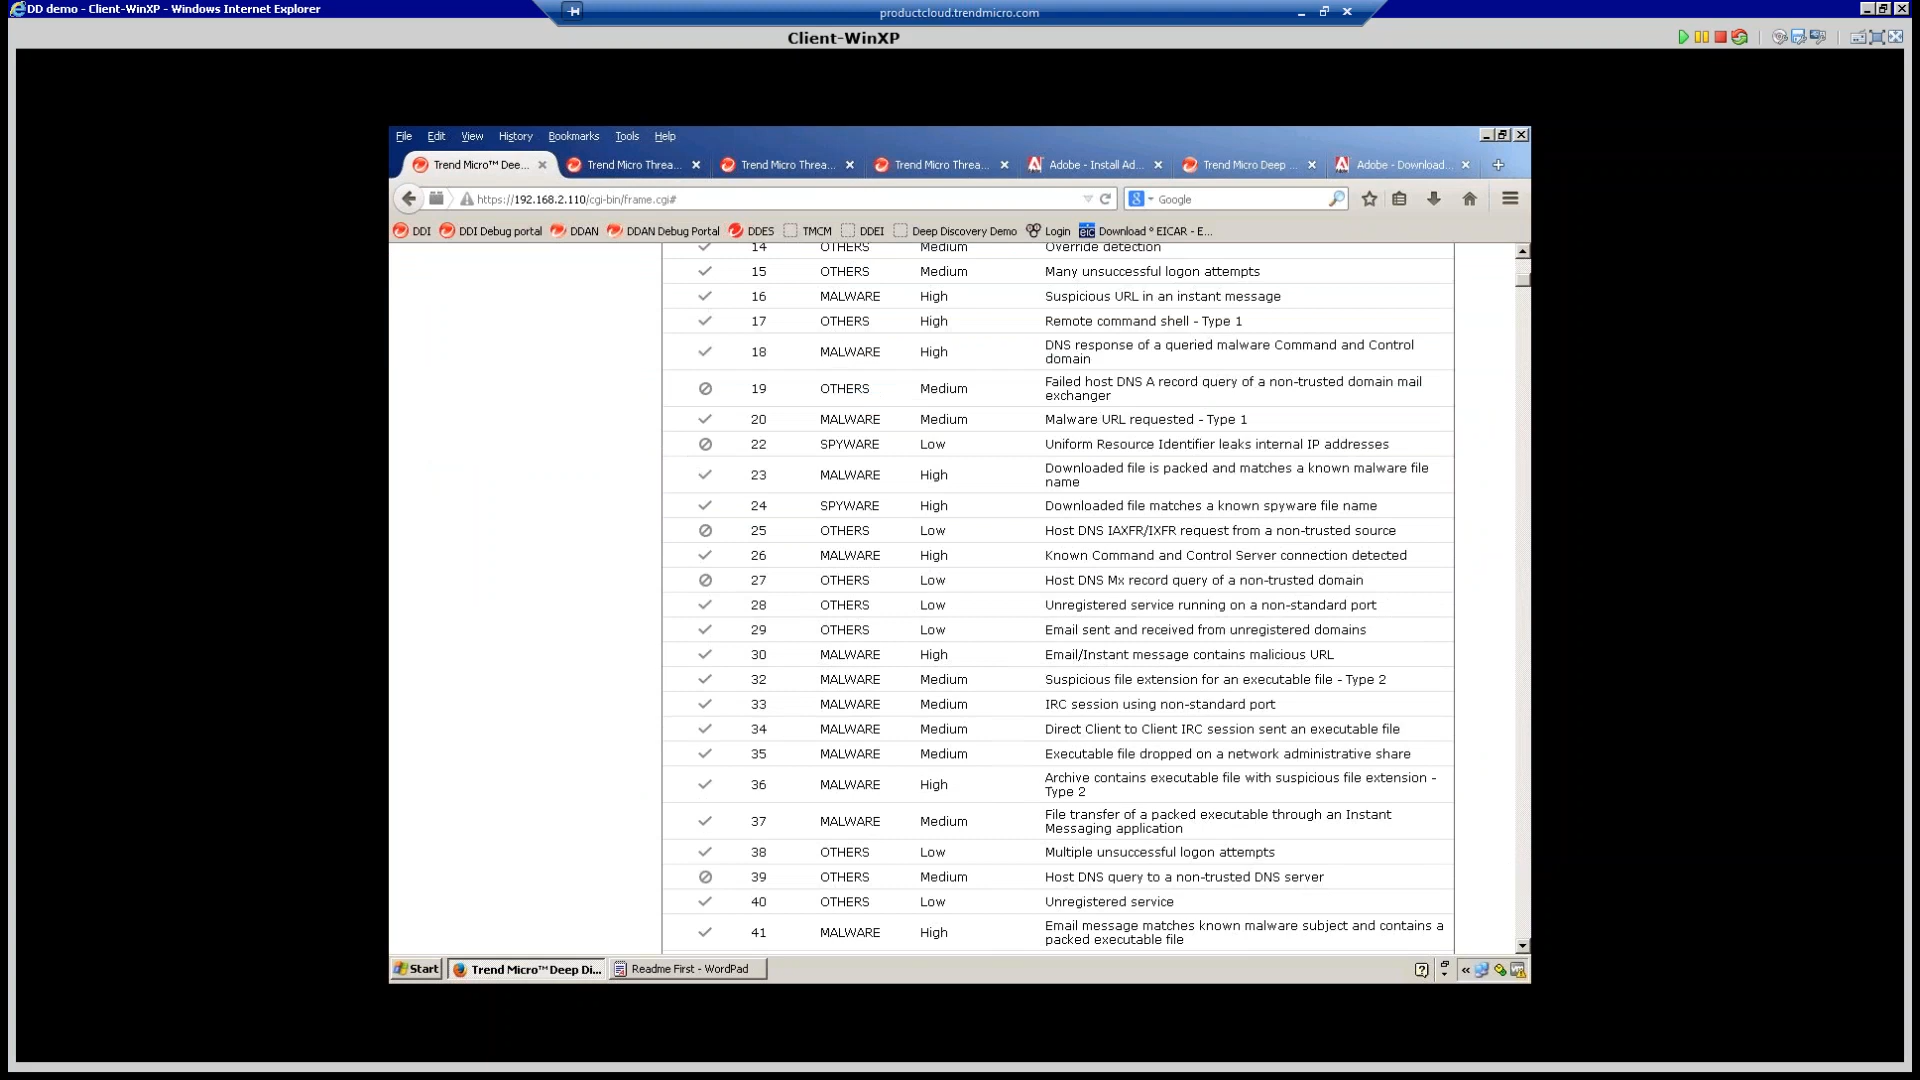 DD demo - Client-WinXP - Windows Internet Explorer
productcloud.trendmicro.com
Client-WinXP
File Edit View History Bookmarks Tools Help
Trend Micro™ Dee... Trend Micro Threa... Trend Micro Threa... Trend Micro Threa... Adobe - Install Ad... Trend Micro Deep ... Adobe - Download...
https://192.168.2.110/cgi-bin/frame.cgi# Google
DDI DDI Debug portal DDAN DDAN Debug Portal DDES TMCM DDEI Deep Discovery Demo Login eic Download ° EICAR - E...
14 OTHERS Medium Override detection
15 OTHERS Medium Many unsuccessful logon attempts
16 MALWARE High Suspicious URL in an instant message
17 OTHERS High Remote command shell - Type 1
18 MALWARE High DNS response of a queried malware Command and Control
domain
19 OTHERS Medium Failed host DNS A record query of a non-trusted domain mail
exchanger
20 MALWARE Medium Malware URL requested - Type 1
22 SPYWARE Low Uniform Resource Identifier leaks internal IP addresses
23 MALWARE High Downloaded file is packed and matches a known malware file
name
24 SPYWARE High Downloaded file matches a known spyware file name
25 OTHERS Low Host DNS IAXFR/IXFR request from a non-trusted source
26 MALWARE High Known Command and Control Server connection detected
27 OTHERS Low Host DNS Mx record query of a non-trusted domain
28 OTHERS Low Unregistered service running on a non-standard port
29 OTHERS Low Email sent and received from unregistered domains
30 MALWARE High Email/Instant message contains malicious URL
32 MALWARE Medium Suspicious file extension for an executable file - Type 2
33 MALWARE Medium IRC session using non-standard port
34 MALWARE Medium Direct Client to Client IRC session sent an executable file
35 MALWARE Medium Executable file dropped on a network administrative share
36 MALWARE High Archive contains executable file with suspicious file extension -
Type 2
37 MALWARE Medium File transfer of a packed executable through an Instant
Messaging application
38 OTHERS Low Multiple unsuccessful logon attempts
39 OTHERS Medium Host DNS query to a non-trusted DNS server
40 OTHERS Low Unregistered service
41 MALWARE High Email message matches known malware subject and contains a
packed executable file
Start Trend Micro™ Deep Di... Readme First - WordPad